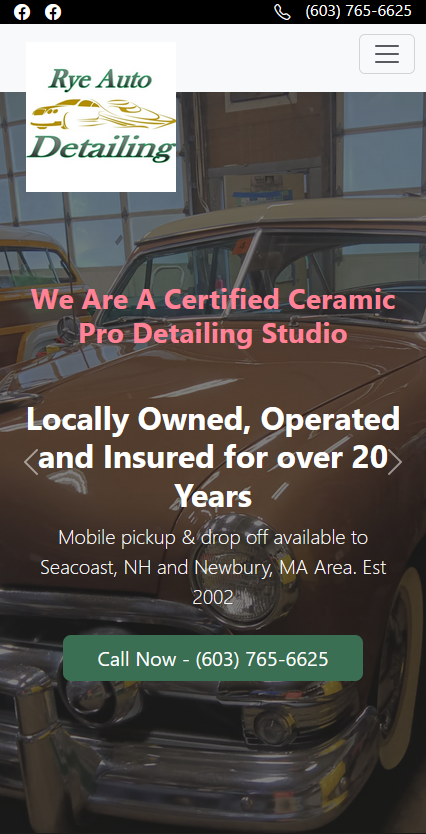 (603) 765-6625
Rye Auto
Detailing
We Are A Certified Ceramic
Pro Detailing Studio
Locally Owned, Operated
and Insured for over 20
Years
Mobile pickup & drop off available to
Seacoast, NH and Newbury, MA Area. Est
2002
Call Now - (603) 765-6625